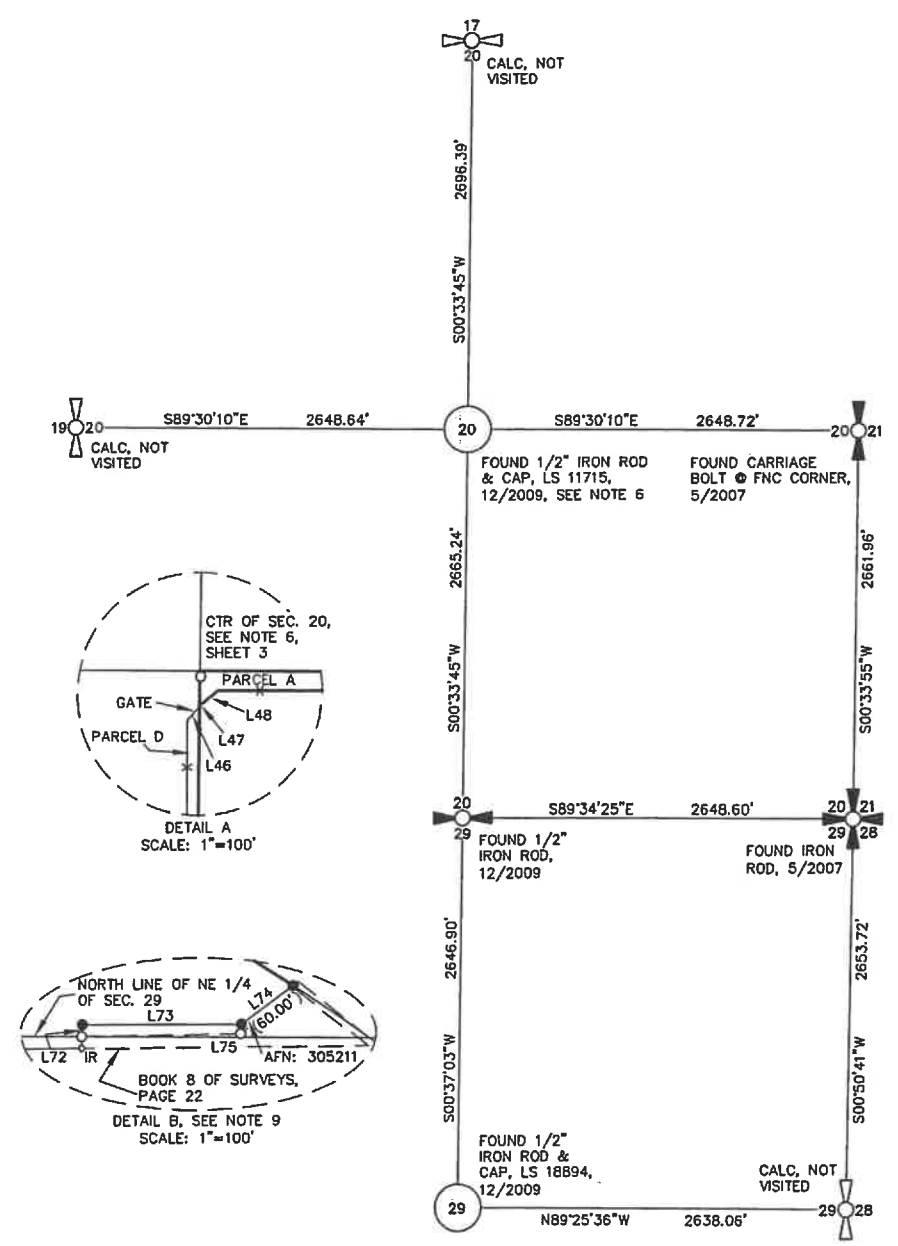 17
20
CALC, NOT
VISITED
2696.39'
S00°33'45"W
S89°30'10"E 2648.64'
S89°30'10"E 2648.72'
19 20
20
20 21
CALC, NOT
VISITED
FOUND 1/2" IRON ROD
& CAP, LS 11715,
12/2009, SEE NOTE 6
FOUND CARRIAGE
BOLT @ FNC CORNER,
5/2007
2665.24'
S00°33'45"W
2661.96'
S00°33'55"W
CTR OF SEC. 20,
SEE NOTE 6,
SHEET 3
PARCEL A
GATE
L48
PARCEL D
L47
L46
DETAIL A
SCALE: 1"=100'
20
29
S89°34'25"E 2648.60'
20 21
29 28
FOUND 1/2"
IRON ROD,
12/2009
FOUND IRON
ROD, 5/2007
2646.90'
S00°37'03"W
2653.72'
S00°50'41"W
NORTH LINE OF NE 1/4
OF SEC. 29
L73
L74
(60.00')
L72 IR
L75
AFN: 305211
BOOK 8 OF SURVEYS,
PAGE 22
DETAIL B, SEE NOTE 9
SCALE: 1"=100'
FOUND 1/2"
IRON ROD &
CAP, LS 18894,
12/2009
CALC, NOT
VISITED
29
N89°25'36"W 2638.06'
29 28